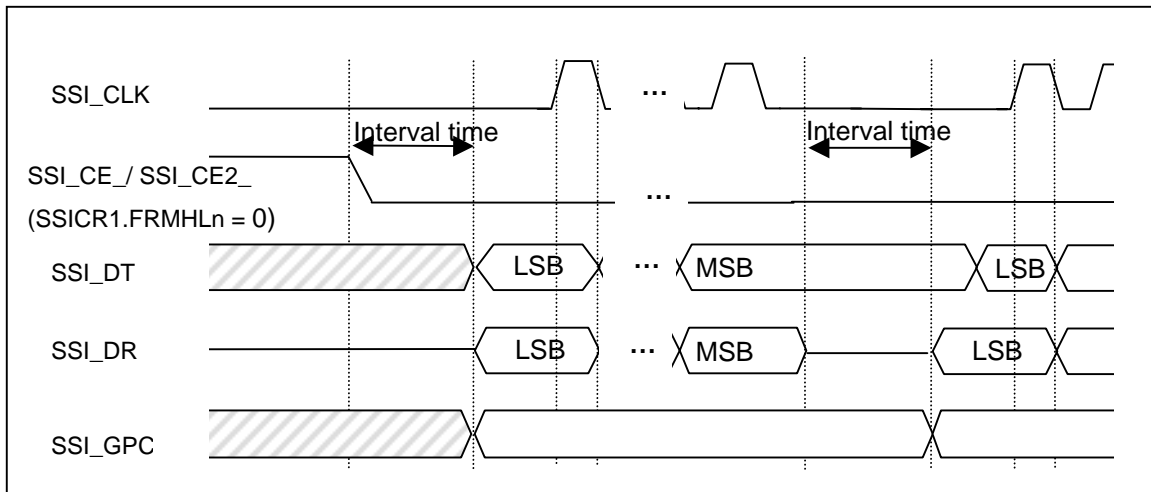 SSI_CLK
...
Interval time
Interval time
SSI_CE_/ SSI_CE2_
...
(SSICR1.FRMHLn = 0)
SSI_DT
LSB
...
MSB
LSB
SSI_DR
LSB
...
MSB
LSB
SSI_GPC